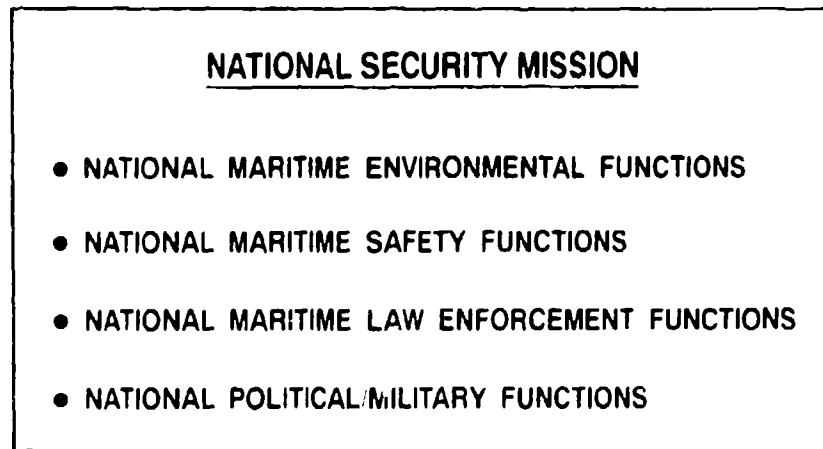 NATIONAL SECURITY MISSION
● NATIONAL MARITIME ENVIRONMENTAL FUNCTIONS
● NATIONAL MARITIME SAFETY FUNCTIONS
● NATIONAL MARITIME LAW ENFORCEMENT FUNCTIONS
● NATIONAL POLITICAL/MILITARY FUNCTIONS